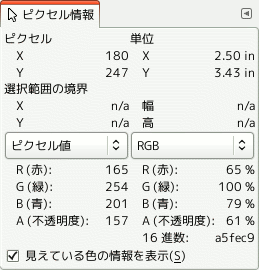 ピクセル情報
ピクセル 単位
X 180 X 2.50 in
Y 247 Y 3.43 in
選択範囲の境界
X n/a 幅 n/a
Y n/a 高 n/a
ピクセル値 RGB
R (赤): 165 R (赤): 65 %
G (緑): 254 G (緑): 100 %
B (青): 201 B (青): 79 %
A (不透明度): 157 A (不透明度): 61 %
16 進数: a5fec9
見えている色の情報を表示(S)